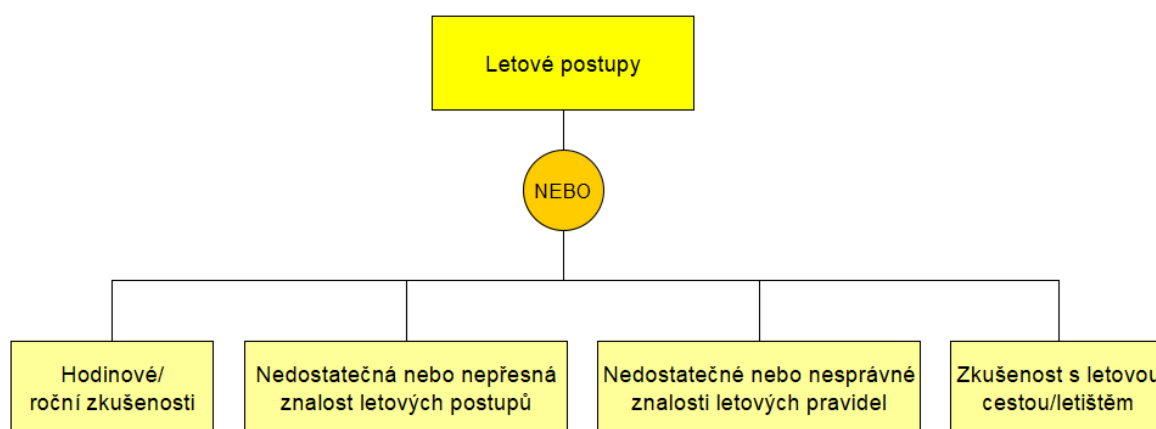 Letové postupy
NEBO
Hodinové/
roční zkušenosti
Nedostatečná nebo nepřesná
znalost letových postupů
Nedostatečné nebo nesprávné
znalosti letových pravidel
Zkušenost s letovou
cestou/letištěm